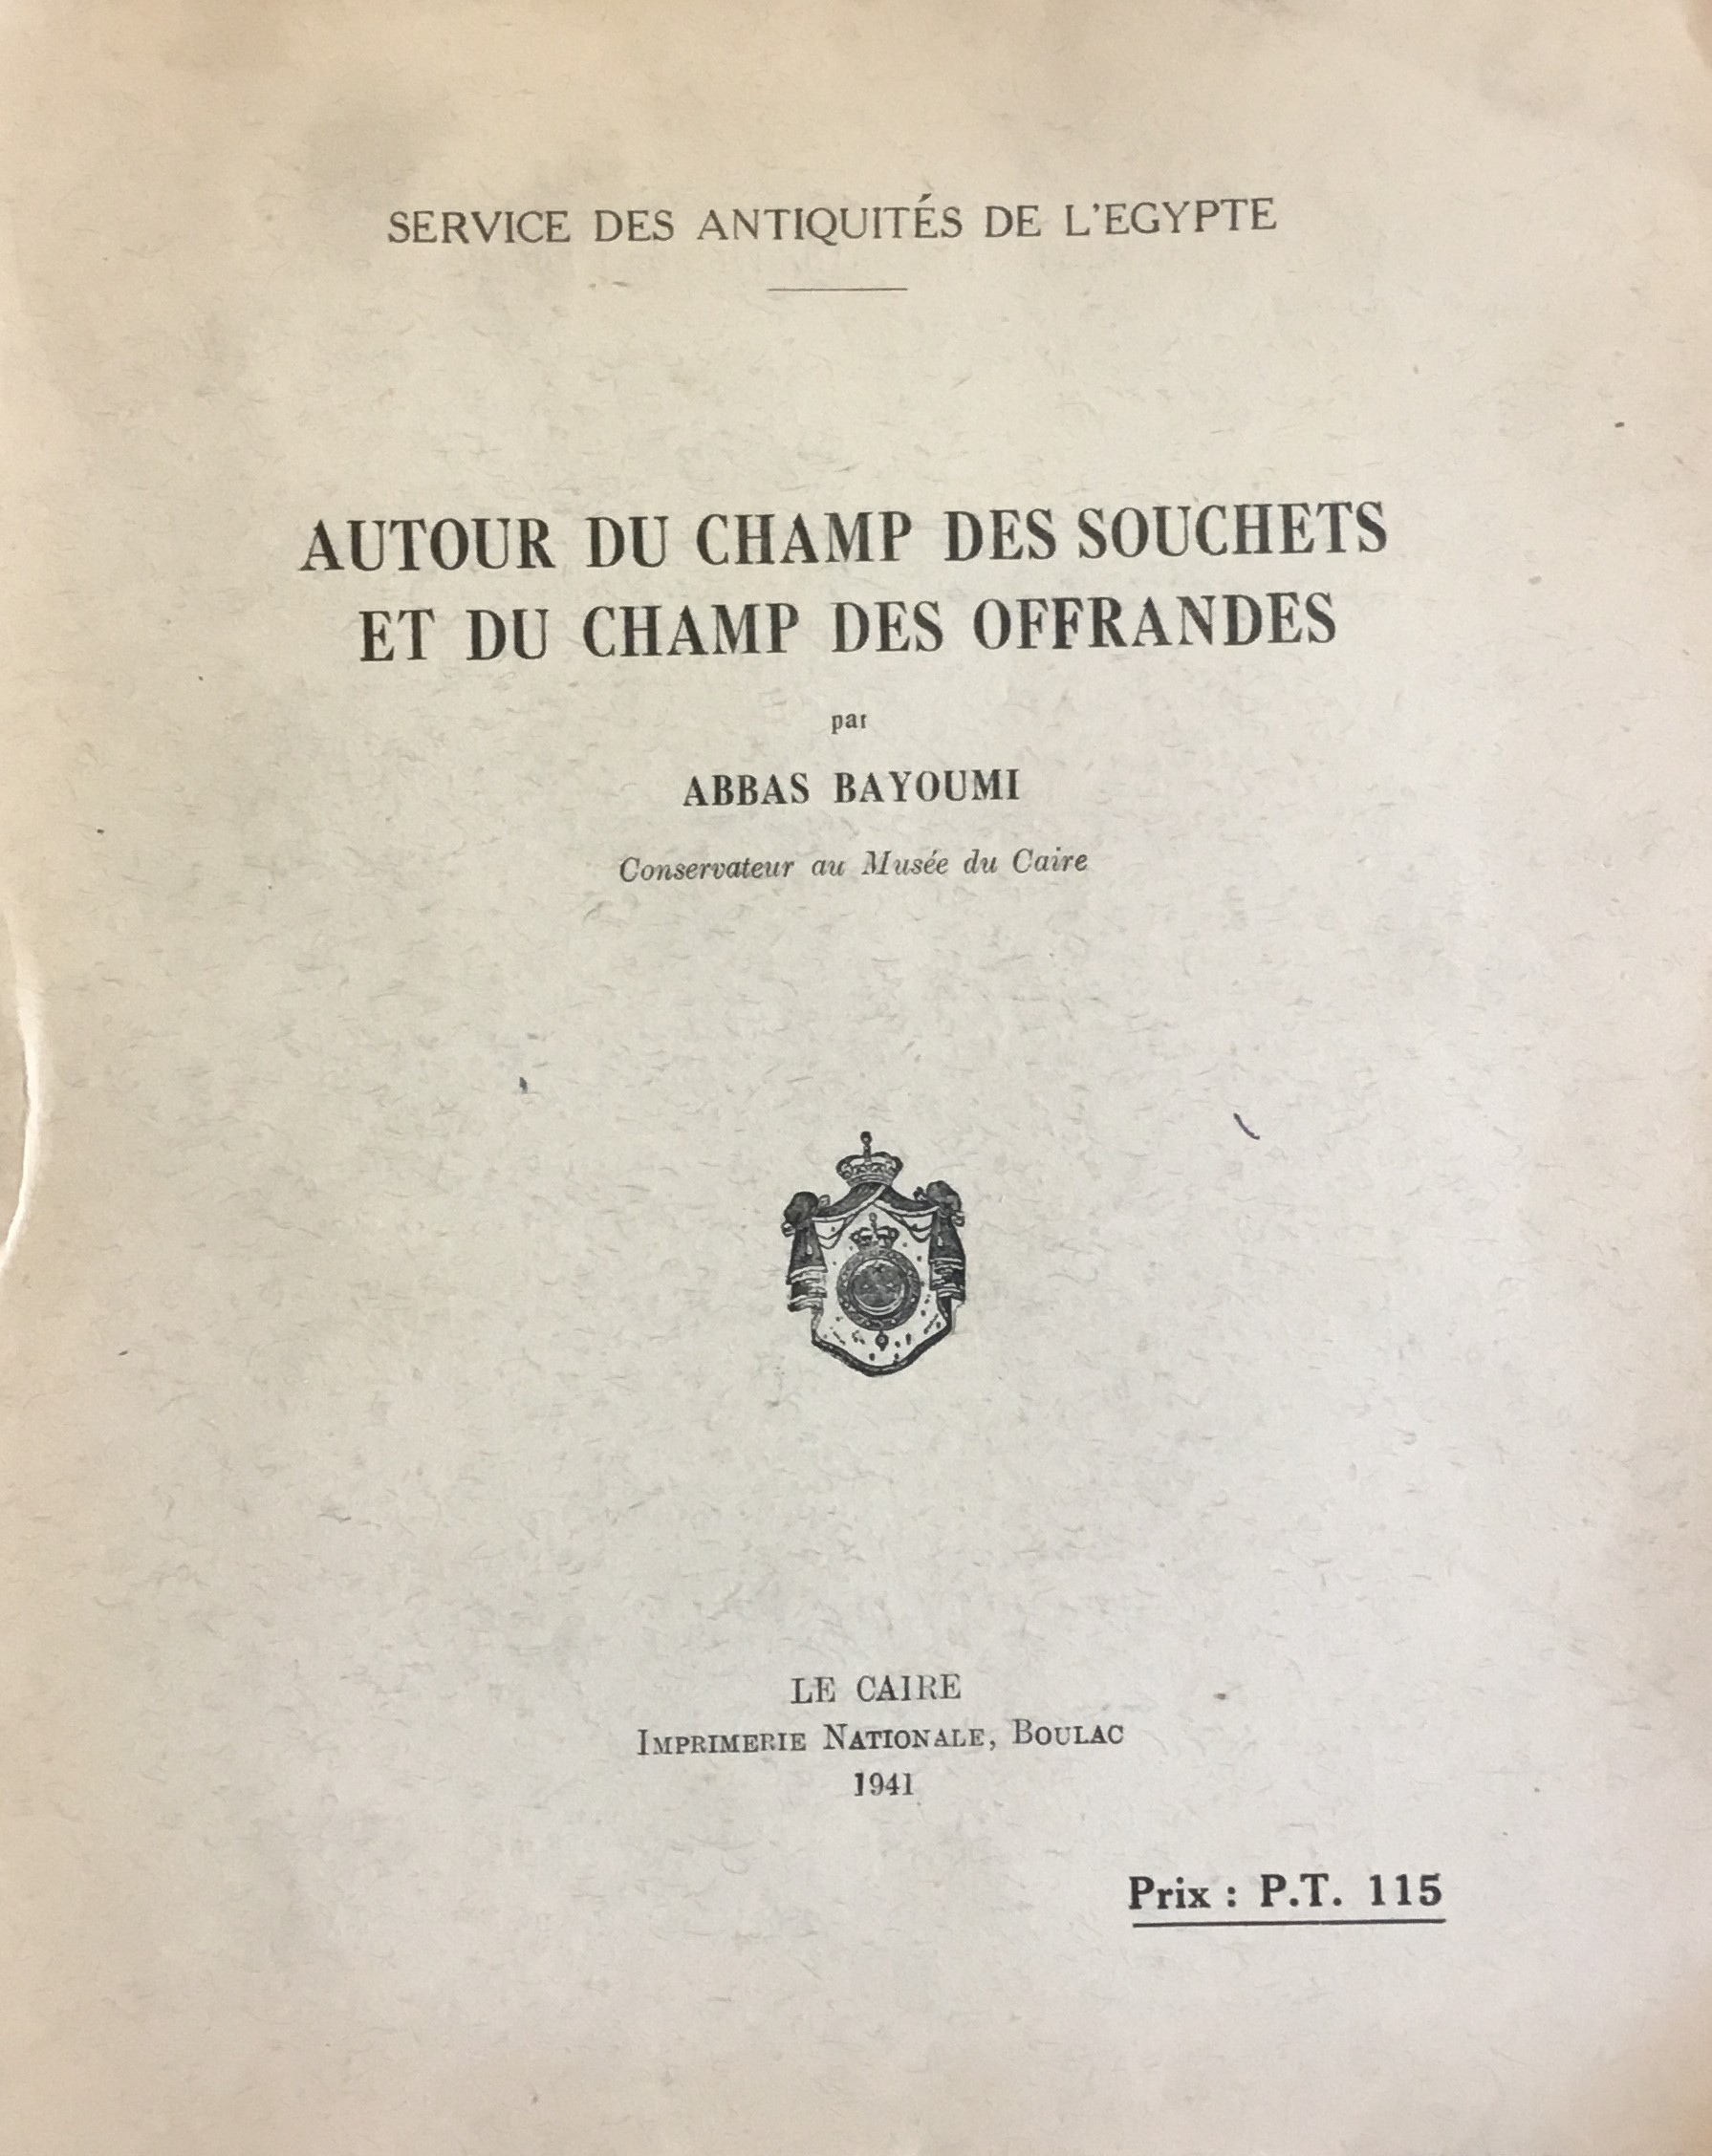 SERVICE DES ANTIQUITÉS DE L'EGYPTE
AUTOUR DU CHAMP DES SOUCHETS
ET DU CHAMP DES OFFRANDES
par
ABBAS BAYOUMI
Conservateur au Musée du Caire
LE CAIRE
IMPRIMERIE NATIONALE, BOULAC
1941
Prix : P.T. 115